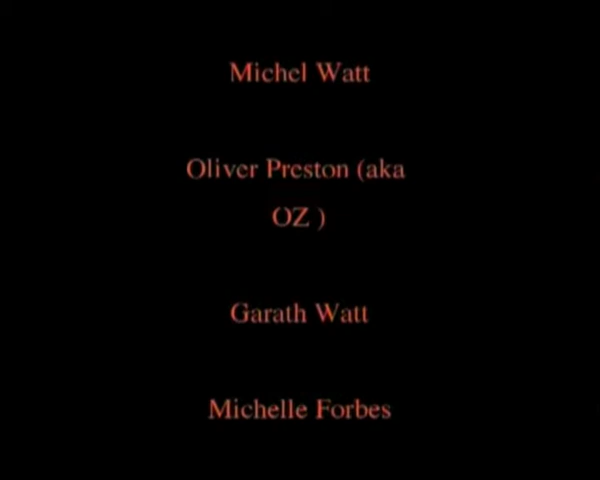 Michel Watt
Oliver Preston (aka
OZ )
Garath Watt
Michelle Forbes